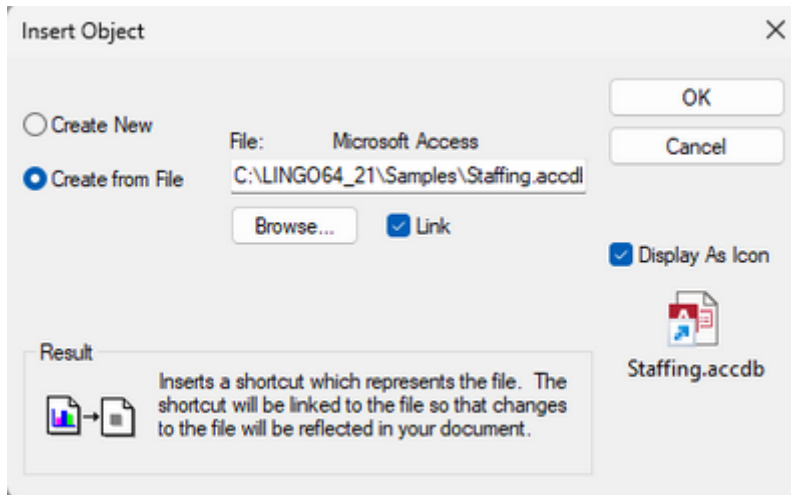 Insert Object
OK
Create New
File: Microsoft Access
Cancel
Create from File
C:\LINGO64_21\Samples\Staffing.accdl
Browse...
Link
Display As Icon
Staffing.accdb
Result
Inserts a shortcut which represents the file. The
shortcut will be linked to the file so that changes
to the file will be reflected in your document.